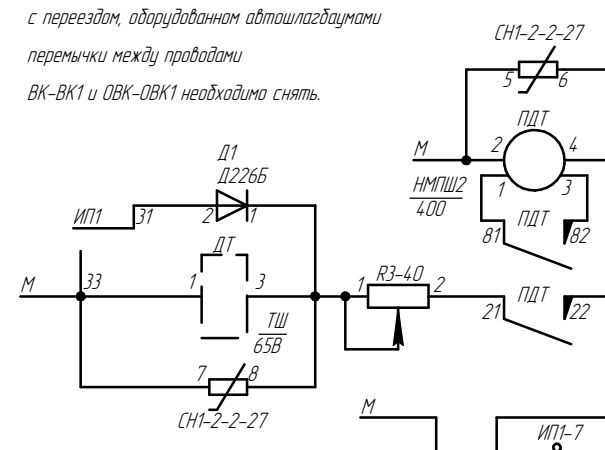 с переездом, оборудованном автошлагбаумами
перемычки между проводами
ВК-ВК1 и ОВК-ОВК1 необходимо снять.
СН1-2-2-27
5 6
ПДТ
М 2 4
НМПШ2 1 3
400
ПДТ
81 82
Д1
Д226Б
ИП1 31 2 1
ДТ
М 33 1 3
ТШ
65В
1 R3-40 2
ПДТ
21 22
7 8
СН1-2-2-27
М
ИП1-7